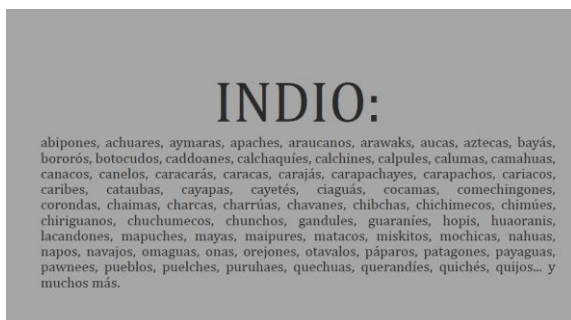 INDIO:
abipones, achuares, aymaras, apaches, araucanos, arawaks, aucas, aztecas, bayás,
bororós, botocudos, caddoanes, calchaquíes, calchines, calpules, calumas, camahuas,
canacos, canelos, caracarás, caracas, carajás, carapachayes, carapachos, cariacos,
caribes, cataubas, cayapas, cayetés, ciaguás, cocamas, comechingones,
corondas, chaimas, charcas, charrúas, chavanes, chibchas, chichimecos, chimúes,
chiriguanos, chuchumecos, chunchos, gandules, guaraníes, hopis, huaoranis,
lacandones, mapuches, mayas, maipures, matacos, miskitos, mochicas, nahuas,
napos, navajos, omaguas, onas, orejones, otavalos, páparos, patagones, payaguas,
pawnees, pueblos, puelches, puruhaes, quechuas, querandíes, quichés, quijos... y
muchos más.